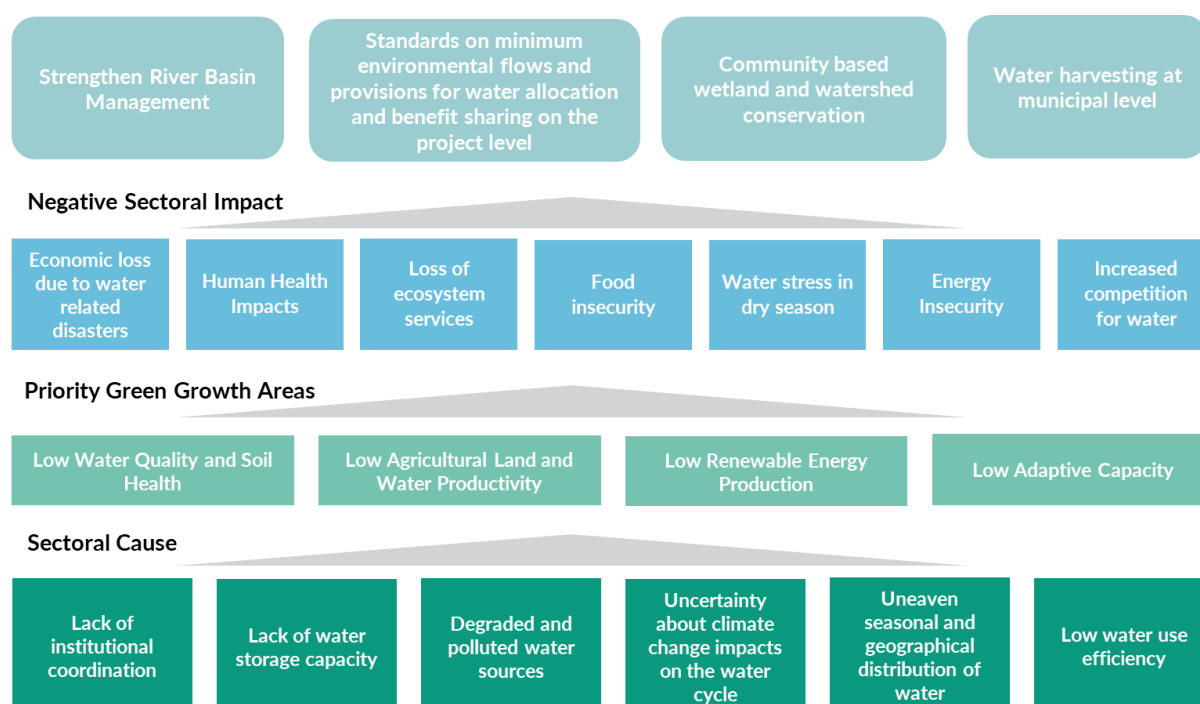 Strengthen River Basin
Management
Standards on minimum
environmental flows and
provisions for water allocation
and benefit sharing on the
project level
Community based
wetland and watershed
conservation
Water harvesting at
municipal level
Negative Sectoral Impact
Economic loss
due to water
related
disasters
Human Health
Impacts
Loss of
ecosystem
services
Food
insecurity
Water stress in
dry season
Energy
Insecurity
Increased
competition
for water
Priority Green Growth Areas
Low Water Quality and Soil
Health
Low Agricultural Land and
Water Productivity
Low Renewable Energy
Production
Low Adaptive Capacity
Sectoral Cause
Lack of
institutional
coordination
Lack of water
storage capacity
Degraded and
polluted water
sources
Uncertainty
about climate
change impacts
on the water
cycle
Uneaven
seasonal and
geographical
distribution of
water
Low water use
efficiency